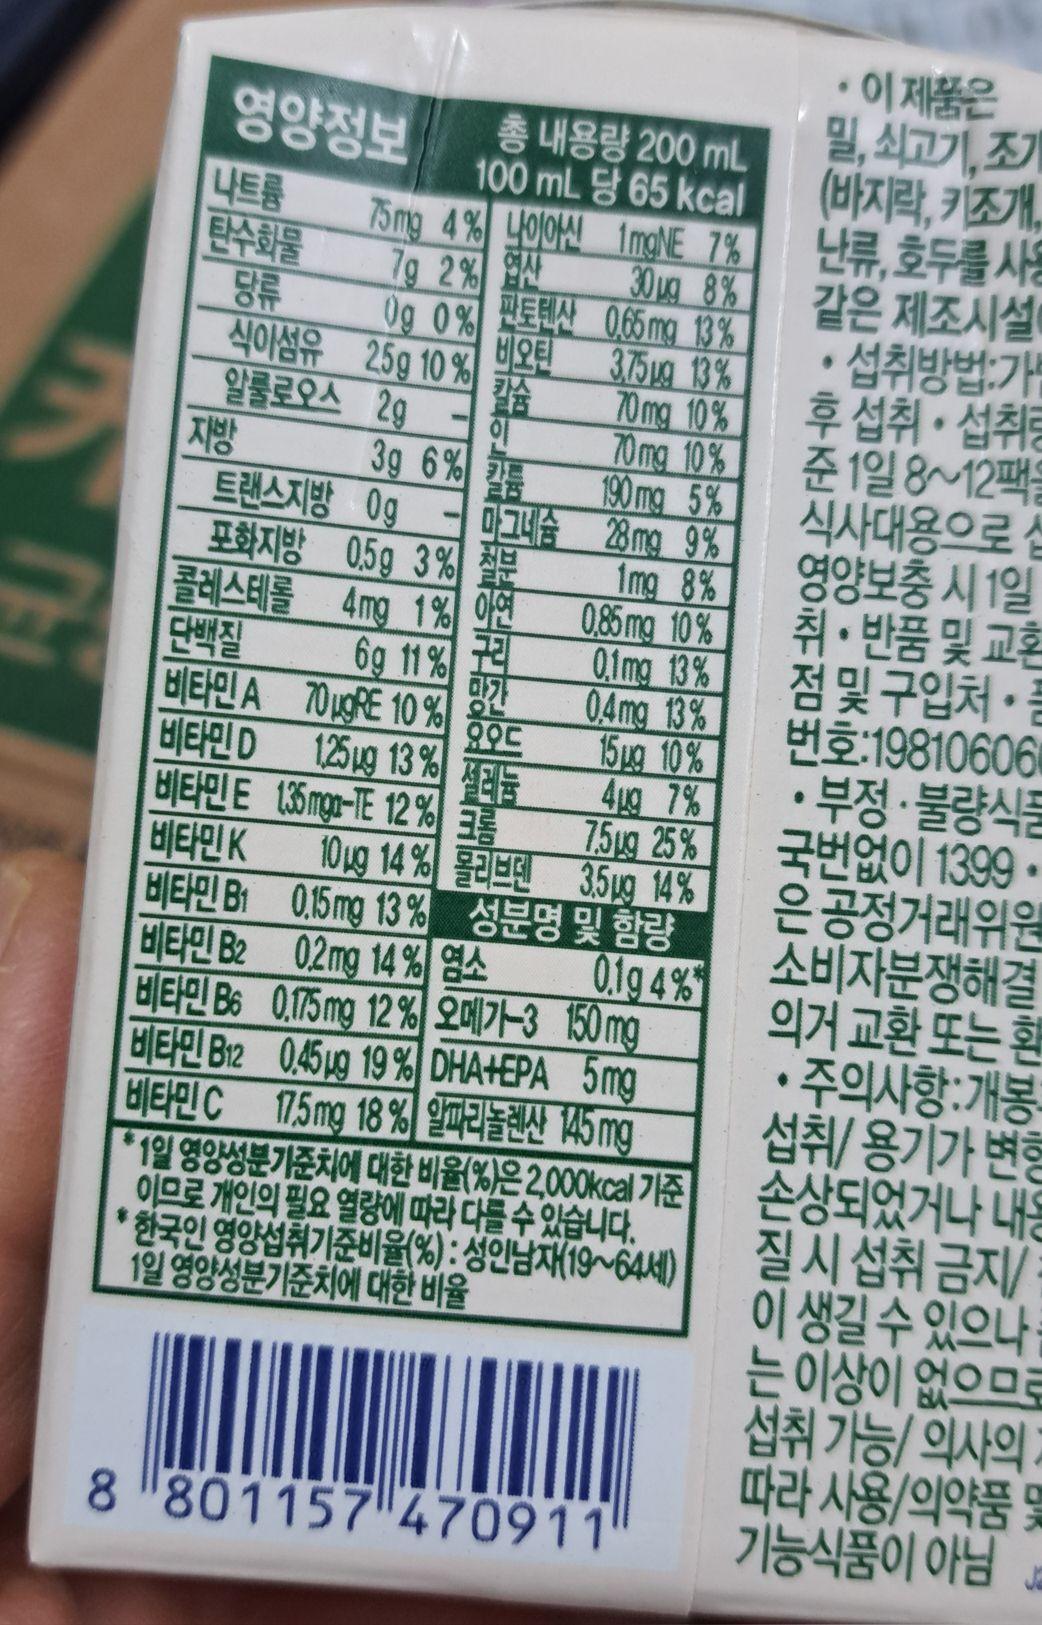 영양정보
총 내용량 200 mL
100 mL 당 65 kcal
나트륨 75mg 4%
탄수화물 7g 2%
당류 0g 0%
식이섬유 2.5g 10%
알룰로오스 2g -
지방 3g 6%
트랜스지방 0g -
포화지방 0.5g 3%
콜레스테롤 4mg 1%
단백질 6g 11%
비타민 A 70μgRE 10%
비타민 D 1.25μg 13%
비타민 E 1.35mgα-TE 12%
비타민 K 10μg 14%
비타민 B1 0.15mg 13%
비타민 B2 0.2mg 14%
비타민 B6 0.175mg 12%
비타민 B12 0.45μg 19%
비타민 C 17.5mg 18%
나이아신 1mgNE 7%
엽산 30μg 8%
판토텐산 0.65mg 13%
비오틴 3.75μg 13%
칼슘 70mg 10%
인 70mg 10%
칼륨 190mg 5%
마그네슘 28mg 9%
철분 1mg 8%
아연 0.85mg 10%
구리 0.1mg 13%
망간 0.4mg 13%
요오드 15μg 10%
셀레늄 4μg 7%
크롬 7.5μg 25%
몰리브덴 3.5μg 14%
성분명 및 함량
염소 0.1g 4%*
오메가-3 150mg
DHA+EPA 5mg
알파리놀렌산 145mg
* 1일 영양성분기준치에 대한 비율(%)은 2,000kcal 기준
이므로 개인의 필요 열량에 따라 다를 수 있습니다.
* 한국인 영양섭취기준비율(%) : 성인남자(19~64세)
1일 영양성분기준치에 대한 비율
8 801157 470911
• 이 제품은
밀, 쇠고기, 조개
(바지락, 키조개,
난류, 호두를 사용
같은 제조시설
• 섭취방법:
후 섭취 • 섭취량
준 1일 8~12팩
식사대용으로
영양보충 시 1일
취 • 반품 및 교환
점 및 구입처 •
번호:198106060
• 부정·불량식품
국번없이 1399 •
은 공정거래위원
소비자분쟁해결
의거 교환 또는 환
• 주의사항:개봉
섭취/ 용기가 변형
손상되었거나 내용
질 시 섭취 금지/
이 생길 수 있으나
는 이상이 없으므로
섭취 가능/ 의사의
따라 사용/의약품 및
기능식품이 아님